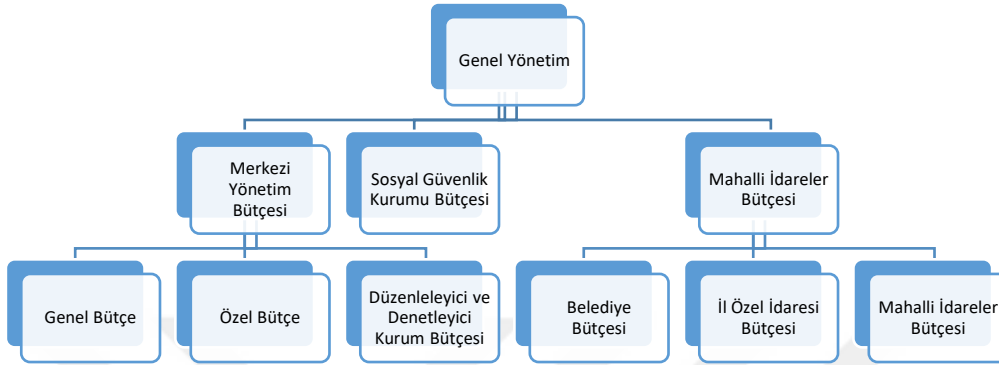 Genel Yönetim
Merkezi
Yönetim
Bütçesi
Sosyal Güvenlik
Kurumu Bütçesi
Mahalli İdareler
Bütçesi
Genel Bütçe
Özel Bütçe
Düzenleleyici ve
Denetleyici
Kurum Bütçesi
Belediye
Bütçesi
İl Özel İdaresi
Bütçesi
Mahalli İdareler
Bütçesi